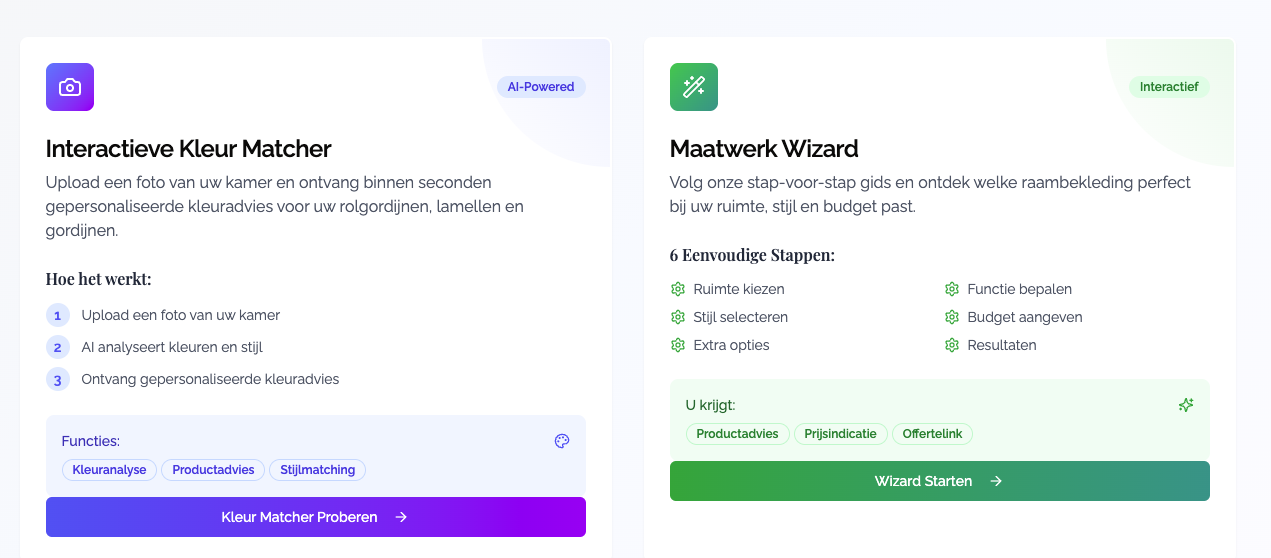 AI-Powered
Interactieve Kleur Matcher
Upload een foto van uw kamer en ontvang binnen seconden
gepersonaliseerde kleuradvies voor uw rolgordijnen, lamellen en
gordijnen.
Hoe het werkt:
1 Upload een foto van uw kamer
2 AI analyseert kleuren en stijl
3 Ontvang gepersonaliseerde kleuradvies
Functies:
Kleuranalyse Productadvies Stijlmatching
Kleur Matcher Proberen
Interactief
Maatwerk Wizard
Volg onze stap-voor-stap gids en ontdek welke raambekleding perfect
bij uw ruimte, stijl en budget past.
6 Eenvoudige Stappen:
Ruimte kiezen Functie bepalen
Stijl selecteren Budget aangeven
Extra opties Resultaten
U krijgt:
Productadvies Prijsindicatie Offertelink
Wizard Starten